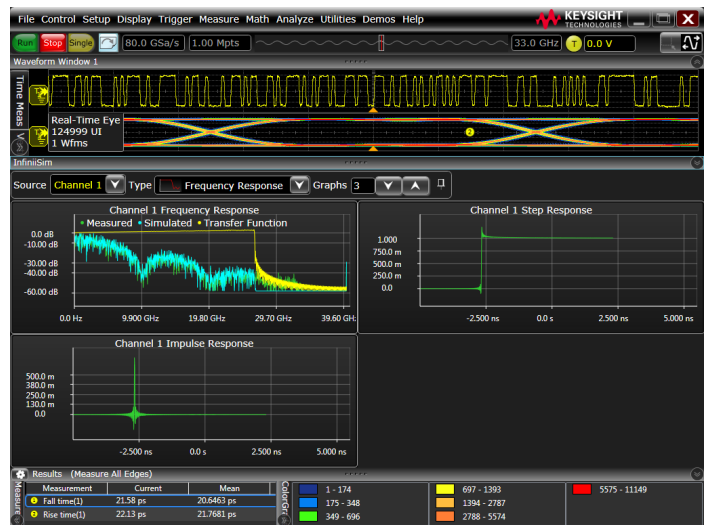 File Control Setup Display Trigger Measure Math Analyze Utilities Demos Help
KEYSIGHT
TECHNOLOGIES
Run Stop Single 80.0 GSa/s 1.00 Mpts 33.0 GHz T 0.0 V
Waveform Window 1
Time Meas
Real-Time Eye
124999 UI
1 Wfms
2
InfiniiSim
Source Channel 1 Type Frequency Response Graphs 3
Channel 1 Frequency Response
Measured Simulated Transfer Function
0.0 dB
-10.00 dB
-30.00 dB
-40.00 dB
-60.00 dB
0.0 Hz 9.900 GHz 19.80 GHz 29.70 GHz 39.60 GH
Channel 1 Step Response
1.000
750.0 m
500.0 m
250.0 m
0.0
-2.500 ns 0.0 s 2.500 ns 5.000 ns
Channel 1 Impulse Response
500.0 m
380.0 m
250.0 m
130.0 m
0.0
-2.500 ns 0.0 s 2.500 ns 5.000 ns
Results (Measure All Edges)
Measure
Measurement Current Mean
1 Fall time(1) 21.58 ps 20.6463 ps
2 Rise time(1) 22.13 ps 21.7681 ps
ColorGr
1 - 174 697 - 1393 5575 - 11149
175 - 348 1394 - 2787
349 - 696 2788 - 5574